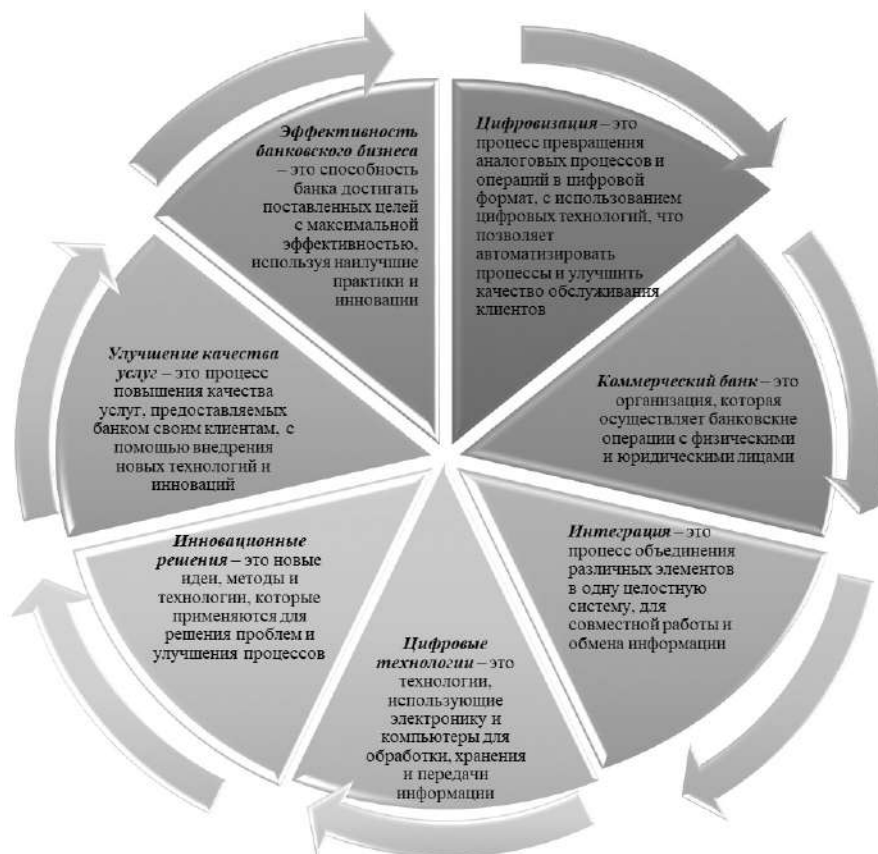 Цифровизация – это
процесс превращения
аналоговых процессов и
операций в цифровой
формат, с использованием
цифровых технологий, что
позволяет
автоматизировать
процессы и улучшить
качество обслуживания
клиентов
Коммерческий банк – это
организация, которая
осуществляет банковские
операции с физическими
и юридическими лицами
Интеграция – это
процесс объединения
различных элементов
в одну целостную
систему, для
совместной работы и
обмена информации
Цифровые
технологии – это
технологии,
использующие
электронику и
компьютеры для
обработки, хранения
и передачи
информации
Инновационные
решения – это новые
идеи, методы и
технологии, которые
применяются для
решения проблем и
улучшения процессов
Улучшение качества
услуг – это процесс
повышения качества
услуг, предоставляемых
банком своим клиентам, с
помощью внедрения
новых технологий и
инноваций
Эффективность
банковского бизнеса
– это способность
банка достигать
поставленных целей
с максимальной
эффективностью,
используя наилучшие
практики и
инновации